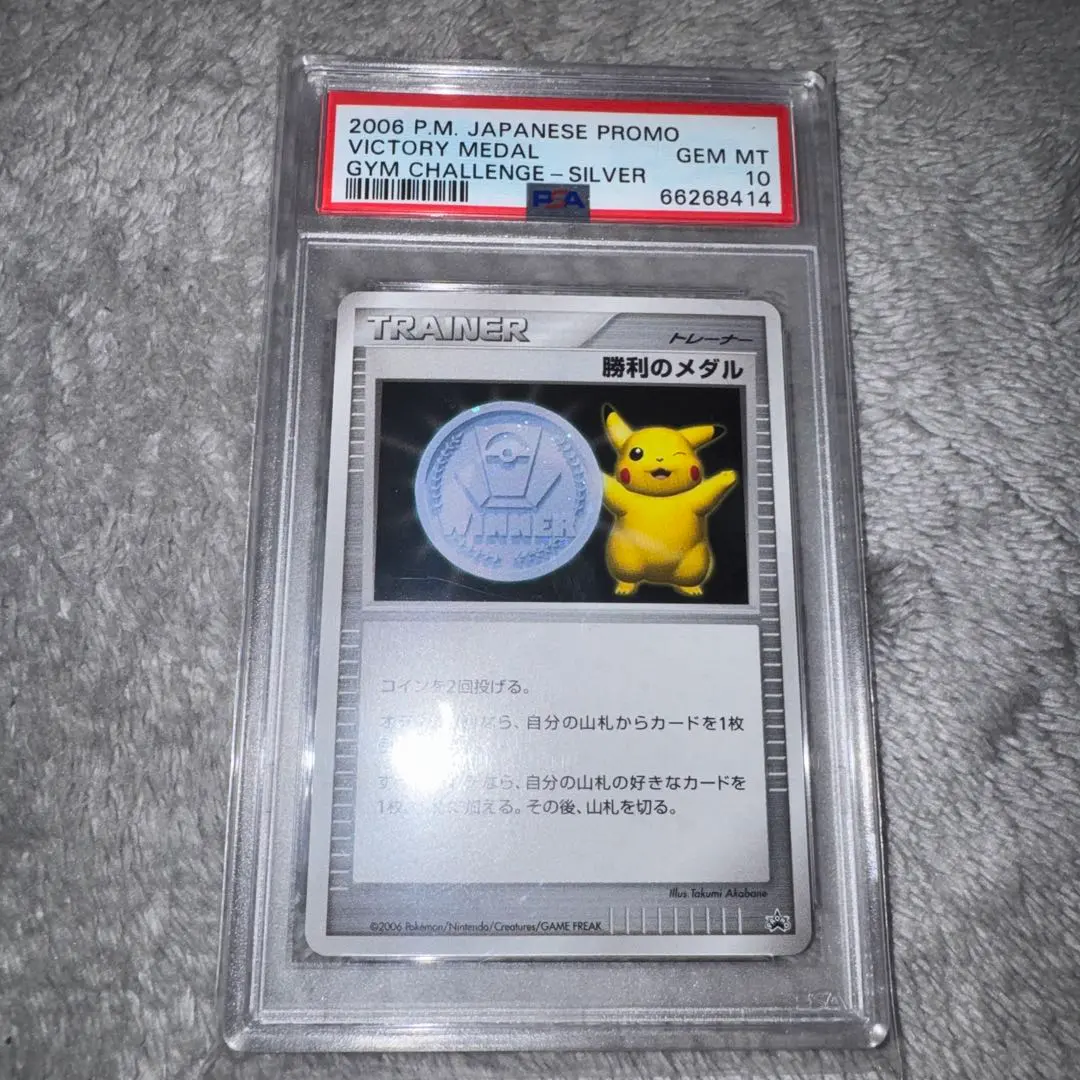 2006 P.M. JAPANESE PROMO
VICTORY MEDAL GEM MT
GYM CHALLENGE – SILVER 10
PSA 66268414
TRAINER トレーナー
勝利のメダル
WINNER
コインを2回投げる。
なら、自分の山札からカードを1枚
なら、自分の山札の好きなカードを
1枚、 加える。その後、山札を切る。
Illus. Takumi Akabane
©2006 Pokémon/Nintendo/Creatures/GAME FREAK